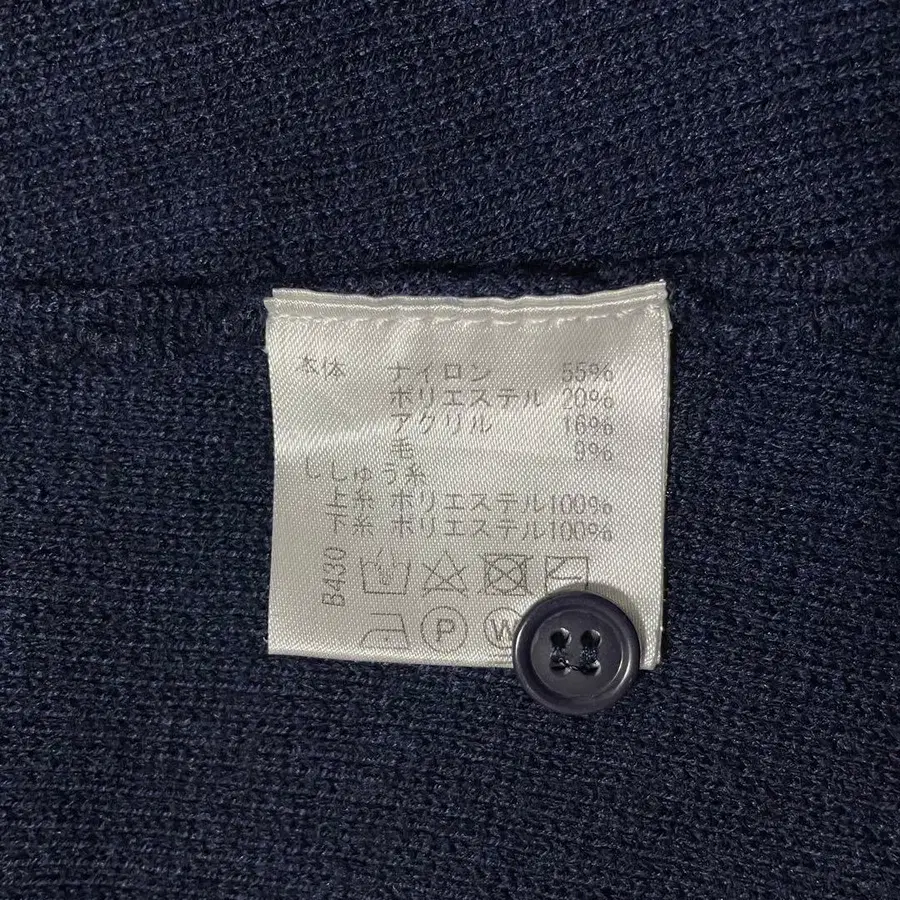 本体 ナイロン 55%
ポリエステル 20%
アクリル 16%
毛 9%
ししゅう糸
上糸 ポリエステル100%
下糸 ポリエステル100%
B430
P W